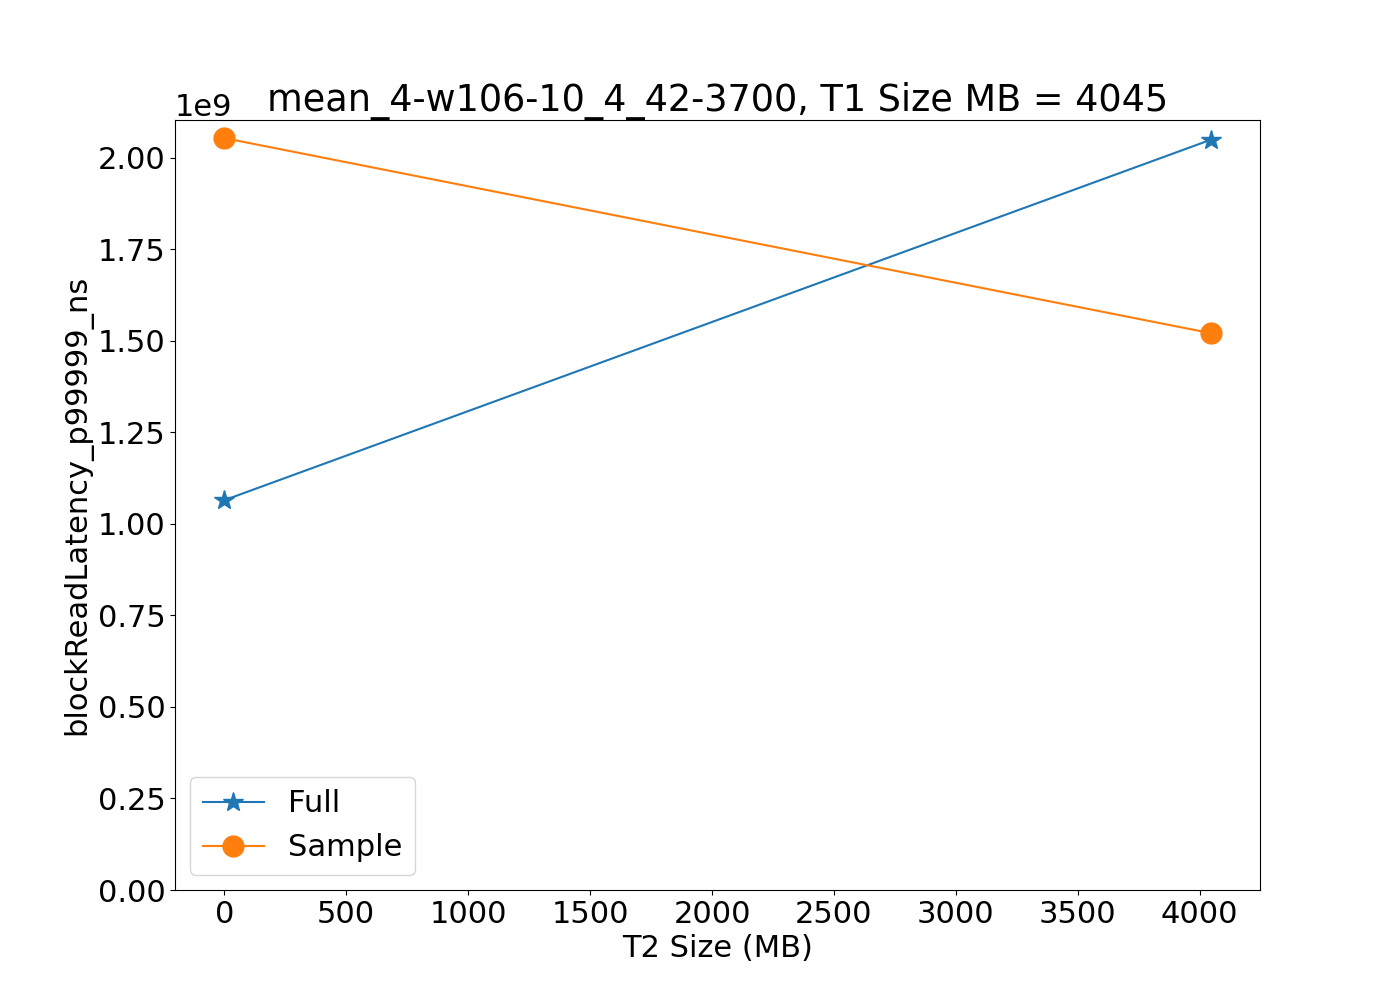 1e9
mean_4-w106-10_4_42-3700, T1 Size MB = 4045
blockReadLatency_p99999_ns
2.00
1.75
1.50
1.25
1.00
0.75
0.50
0.25
0.00
Full
Sample
0 500 1000 1500 2000 2500 3000 3500 4000
T2 Size (MB)